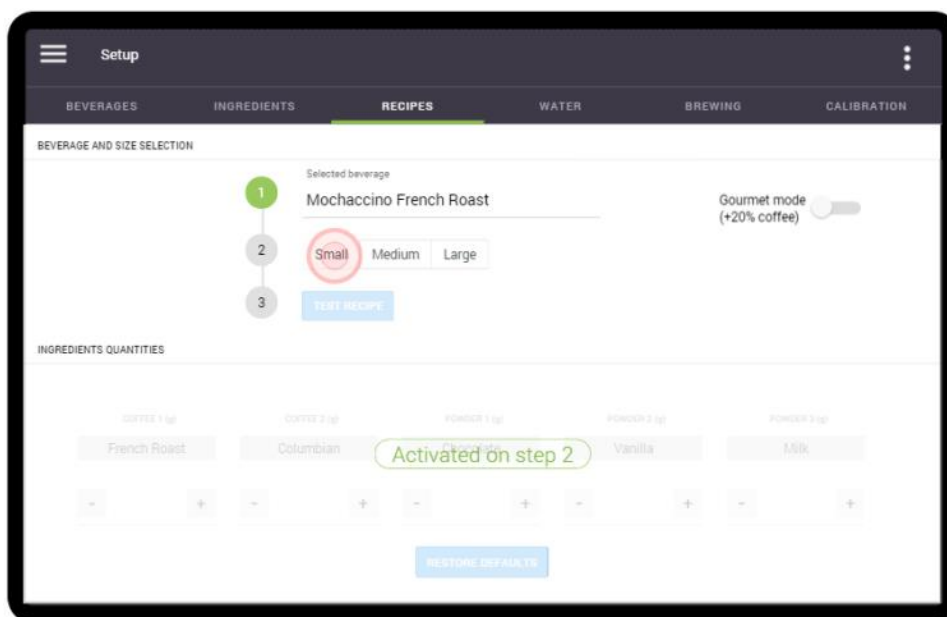 Setup
BEVERAGES INGREDIENTS RECIPES WATER BREWING CALIBRATION
BEVERAGE AND SIZE SELECTION
1
Selected beverage
Mochaccino French Roast
Gourmet mode
(+20% coffee)
2
Small Medium Large
3
TEST RECIPE
INGREDIENTS QUANTITIES
COFFEE 1 (g) COFFEE 2 (g) POWDER 1 (g) POWDER 2 (g) POWDER 3 (g)
French Roast Columbian Chocolate Vanilla Milk
Activated on step 2
- + - + - + - + - +
RESTORE DEFAULTS